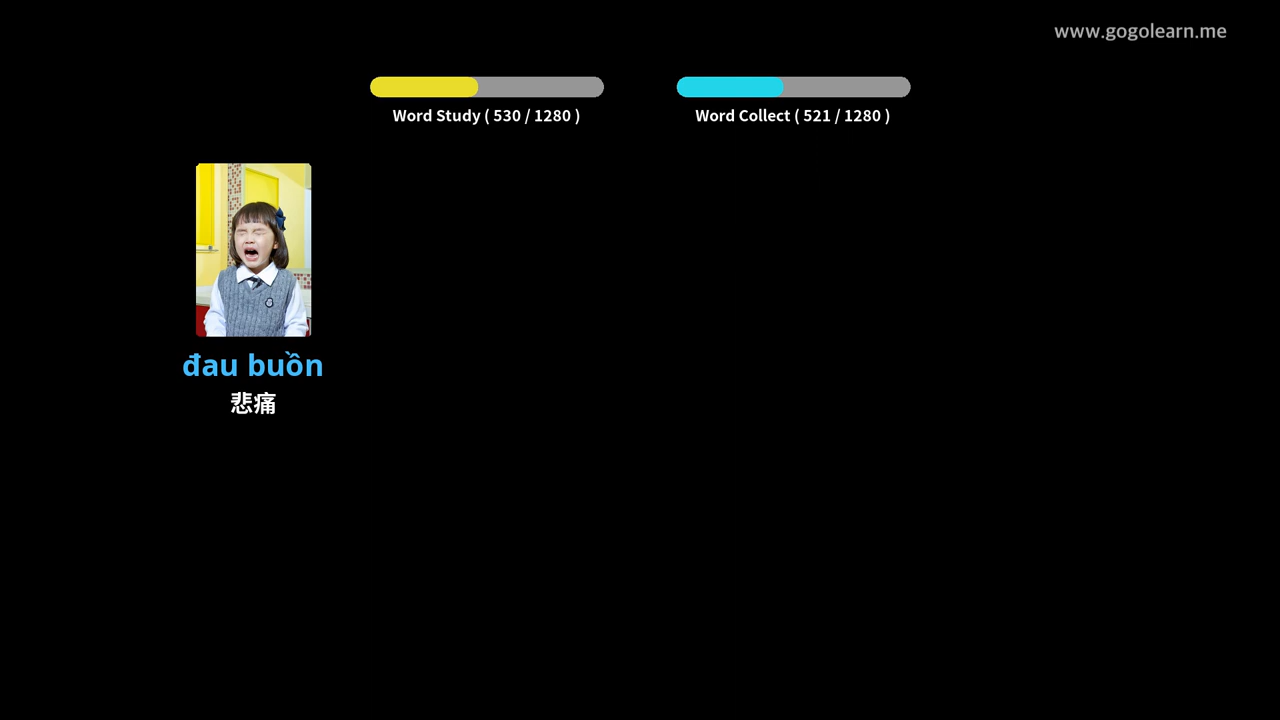 www.gogolearn.me
Word Study ( 530 / 1280 )
Word Collect ( 521 / 1280 )
đau buồn
悲痛